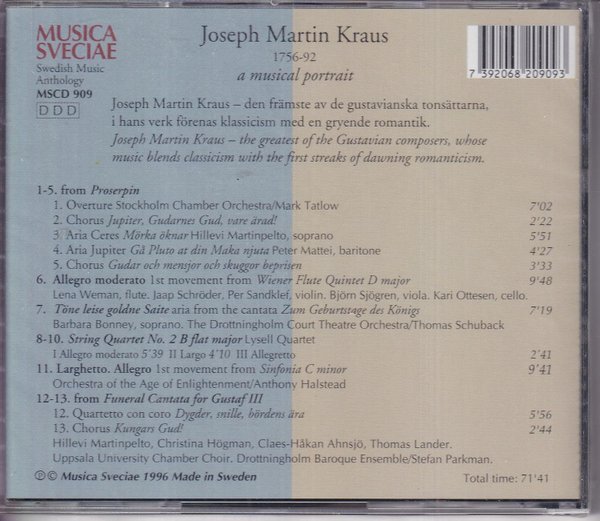 MUSICA
SVECIAE
Swedish Music
Anthology
MSCD 909
DDD
Joseph Martin Kraus
1756-92
a musical portrait
7 392068 209093
Joseph Martin Kraus – den främste av de gustavianska tonsättarna,
i hans verk förenas klassicism med en gryende romantik.
Joseph Martin Kraus – the greatest of the Gustavian composers, whose
music blends classicism with the first streaks of dawning romanticism.
1-5. from Proserpin
1. Overture Stockholm Chamber Orchestra/Mark Tatlow 7'02
2. Chorus Jupiter, Gudarnes Gud, vare ärad! 2'22
3 Aria Ceres Mörka öknar Hillevi Martinpelto, soprano 5'51
4. Aria Jupiter Gå Pluto at din Maka njuta Peter Mattei, baritone 4'27
5. Chorus Gudar och mensjor och skuggor beprisen 3'33
6. Allegro moderato 1st movement from Wiener Flute Quintet D major 9'48
Lena Weman, flute. Jaap Schröder, Per Sandklef, violin. Björn Sjögren, viola. Kari Ottesen, cello.
7. Töne leise goldne Saite aria from the cantata Zum Geburtstage des Königs 7'19
Barbara Bonney, soprano. The Drottningholm Court Theatre Orchestra/Thomas Schuback
8-10. String Quartet No. 2 B flat major Lysell Quartet
I Allegro moderato 5'39 II Largo 4'10 III Allegretto 2'41
11. Larghetto. Allegro 1st movement from Sinfonia C minor 9'41
Orchestra of the Age of Enlightenment/Anthony Halstead
12-13. from Funeral Cantata for Gustaf III
12. Quartetto con coro Dygder, snille, bördens ära 5'56
13. Chorus Kungars Gud! 2'44
Hillevi Martinpelto, Christina Högman, Claes-Håkan Ahnsjö, Thomas Lander.
Uppsala University Chamber Choir. Drottningholm Baroque Ensemble/Stefan Parkman.
℗ © Musica Sveciae 1996 Made in Sweden
Total time: 71'41